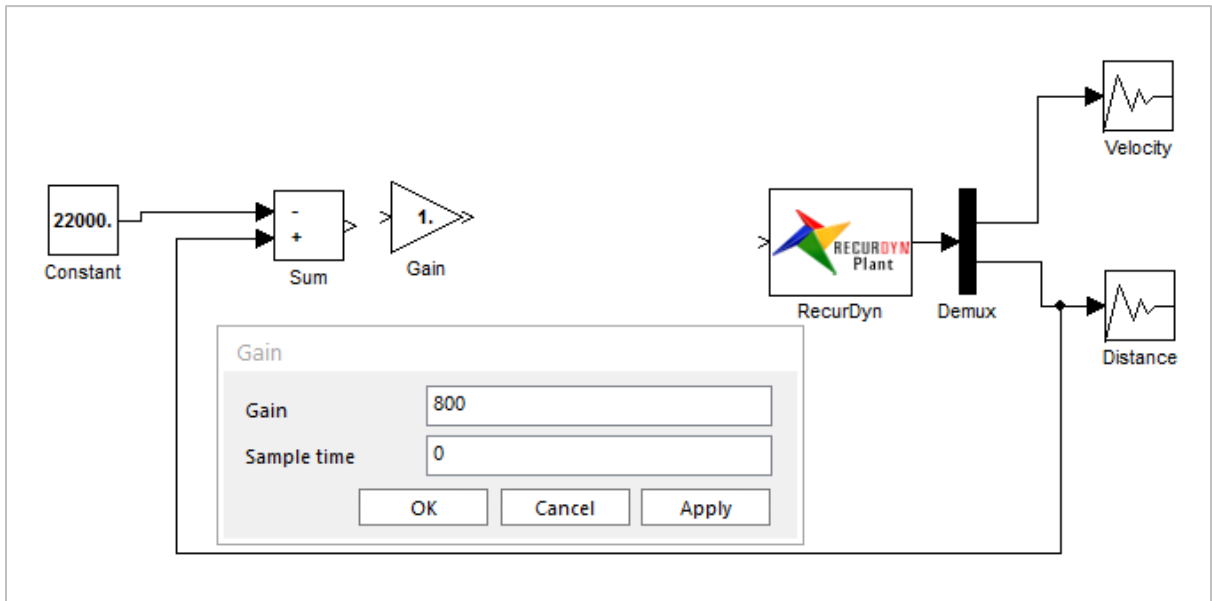 Velocity
22000.
-
+
1.
RECURDYN
Plant
Constant
Sum
Gain
RecurDyn
Demux
Distance
Gain
Gain
800
Sample time
0
OK
Cancel
Apply